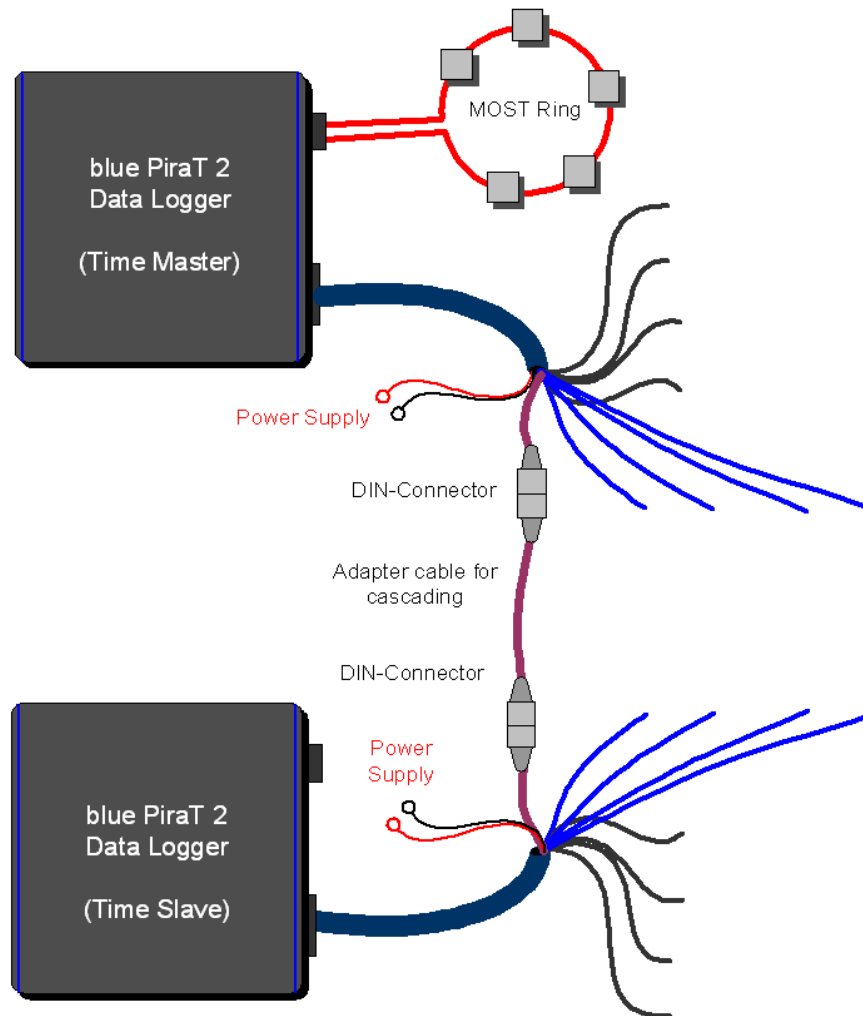 MOST Ring
blue PiraT 2
Data Logger
(Time Master)
Power Supply
DIN-Connector
Adapter cable for
cascading
DIN-Connector
Power
Supply
blue PiraT 2
Data Logger
(Time Slave)